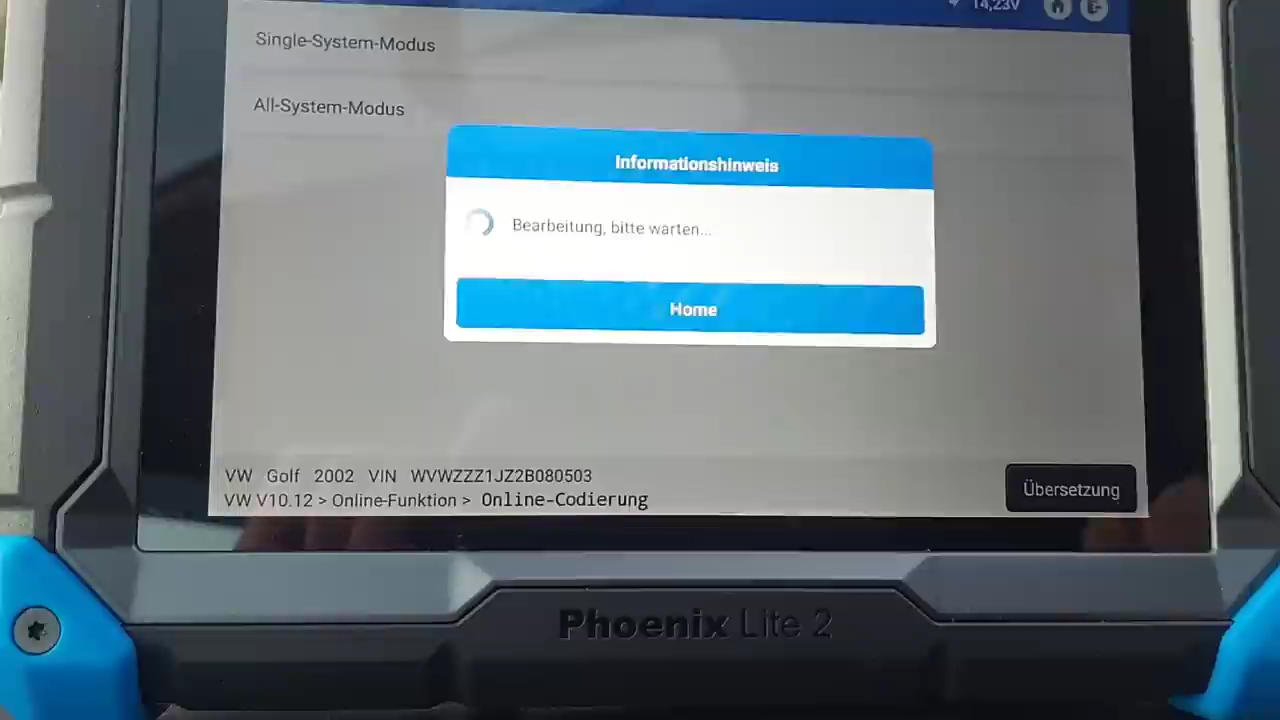 14,23V
Single-System-Modus
All-System-Modus
Informationshinweis
Bearbeitung, bitte warten...
Home
VW Golf 2002 VIN WVWZZZ1JZ2B080503
VW V10.12 > Online-Funktion > Online-Codierung
Übersetzung
Phoenix Lite 2